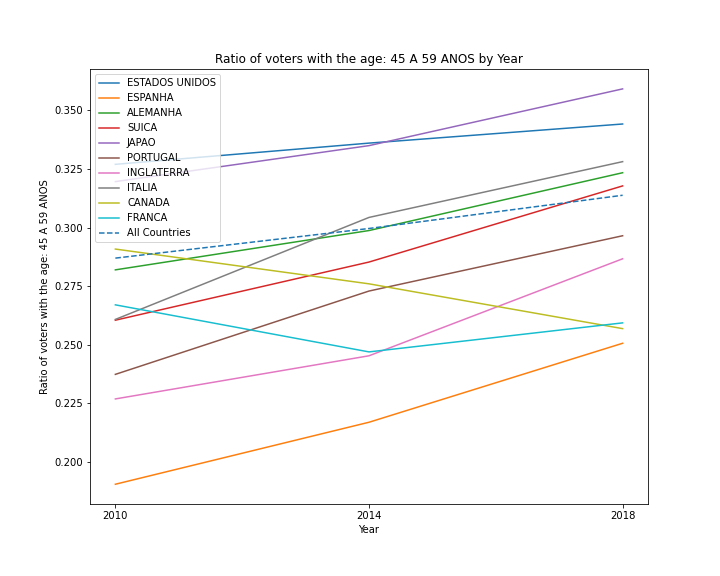 Ratio of voters with the age: 45 A 59 ANOS by Year
ESTADOS UNIDOS
ESPANHA
ALEMANHA
SUICA
JAPAO
PORTUGAL
INGLATERRA
ITALIA
CANADA
FRANCA
All Countries
Ratio of voters with the age: 45 A 59 ANOS
0.350
0.325
0.300
0.275
0.250
0.225
0.200
2010 2014 2018
Year